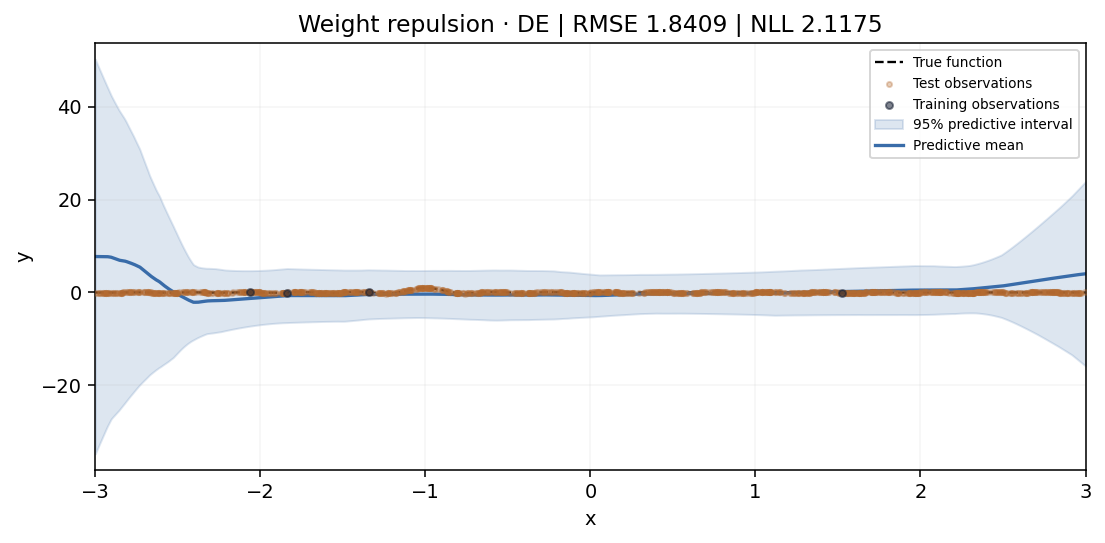 Weight repulsion · DE | RMSE 1.8409 | NLL 2.1175
True function
Test observations
Training observations
95% predictive interval
Predictive mean
40
20
0
−20
y
−3
−2
−1
0
1
2
3
x